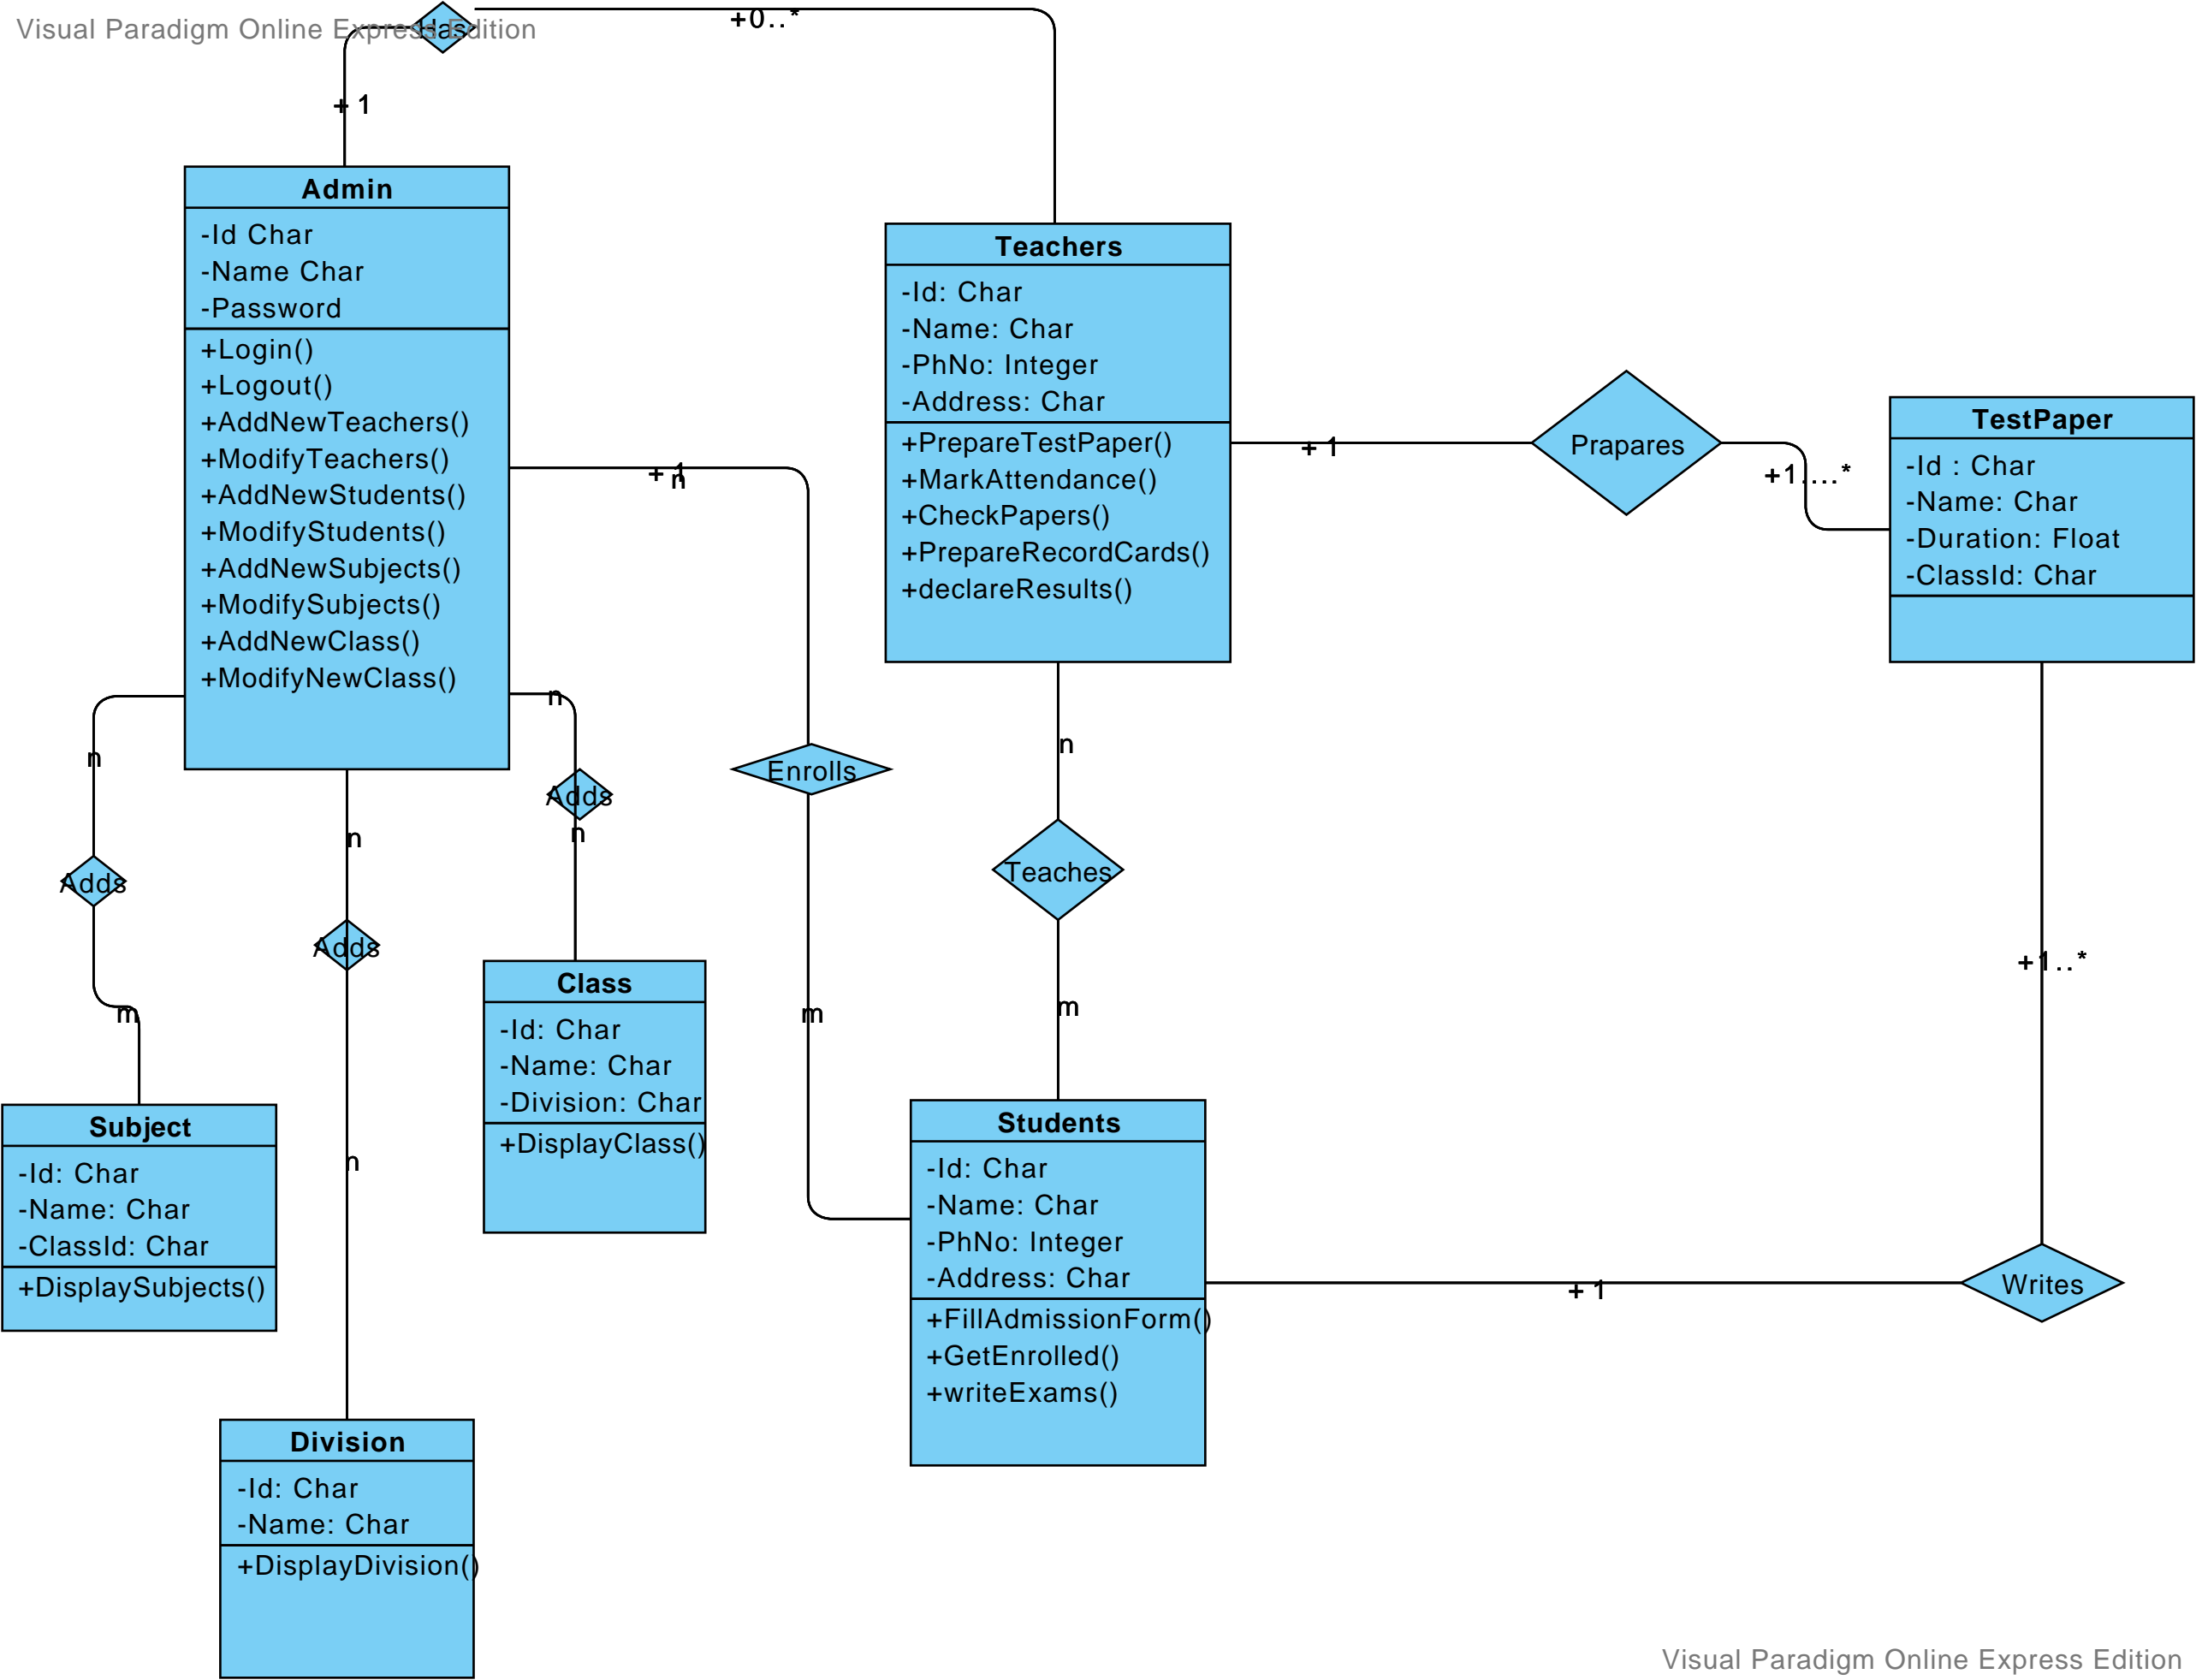 Visual Paradigm Online Express Edition
Has
+0..*
+ 1
Admin
-Id Char
-Name Char
-Password
+Login()
+Logout()
+AddNewTeachers()
+ModifyTeachers()
+AddNewStudents()
+ModifyStudents()
+AddNewSubjects()
+ModifySubjects()
+AddNewClass()
+ModifyNewClass()
Teachers
-Id: Char
-Name: Char
-PhNo: Integer
-Address: Char
+PrepareTestPaper()
+MarkAttendance()
+CheckPapers()
+PrepareRecordCards()
+declareResults()
+ 1
Prapares
+1....*
TestPaper
-Id : Char
-Name: Char
-Duration: Float
-ClassId: Char
+ 1
n
n
n
n
Adds
n
n
Adds
m
Adds
n
Enrolls
m
n
Teaches
m
+1..*
Class
-Id: Char
-Name: Char
-Division: Char
+DisplayClass()
Subject
-Id: Char
-Name: Char
-ClassId: Char
+DisplaySubjects()
Students
-Id: Char
-Name: Char
-PhNo: Integer
-Address: Char
+FillAdmissionForm()
+GetEnrolled()
+writeExams()
+ 1
Writes
Division
-Id: Char
-Name: Char
+DisplayDivision()
Visual Paradigm Online Express Edition